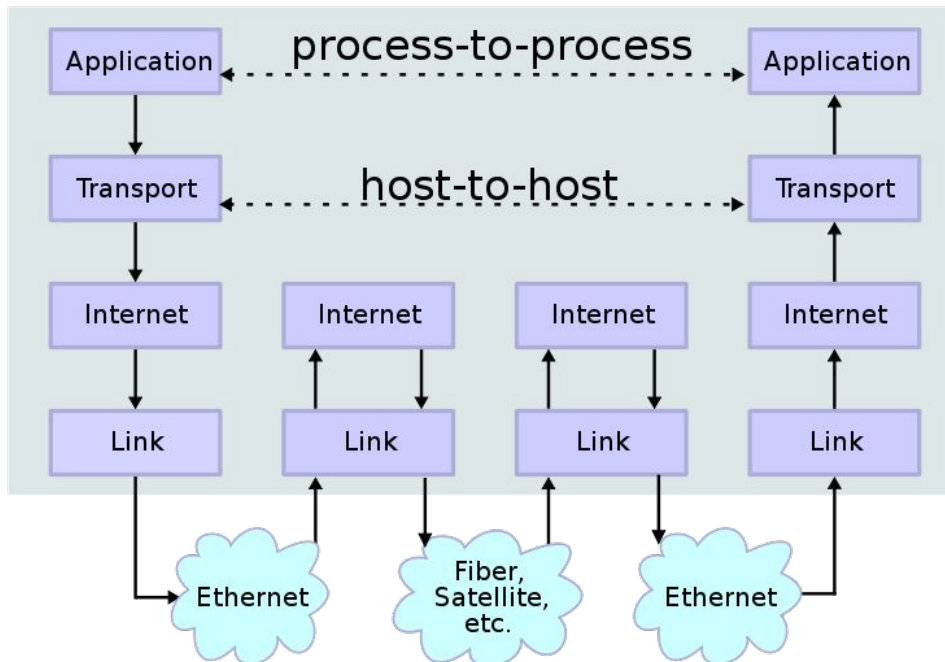 process-to-process
Application
Application
host-to-host
Transport
Transport
Internet
Internet
Internet
Internet
Link
Link
Link
Link
Ethernet
Fiber,
Satellite,
etc.
Ethernet